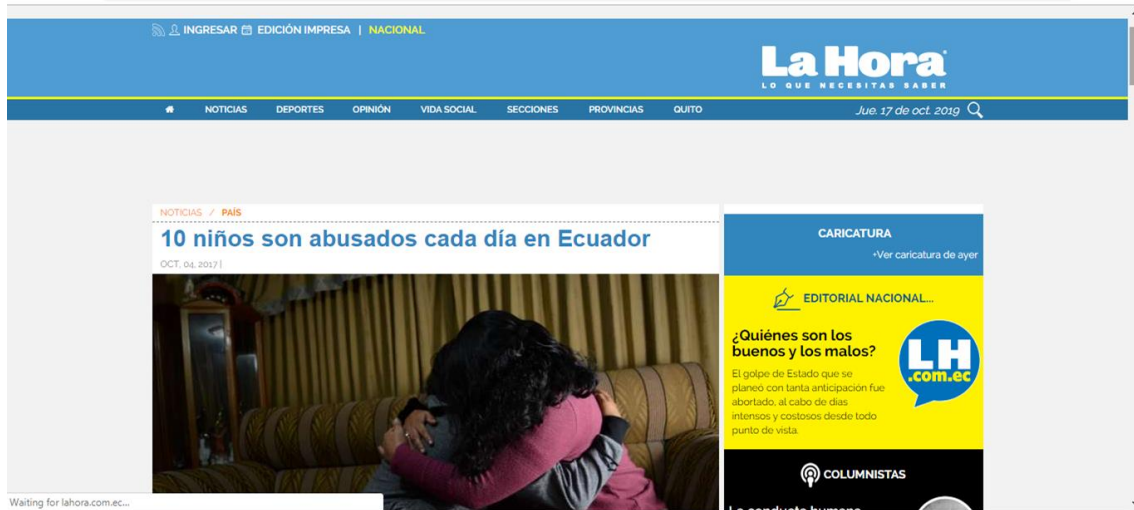 INGRESAR EDICIÓN IMPRESA | NACIONAL
La Hora
LO QUE NECESITAS SABER
NOTICIAS DEPORTES OPINIÓN VIDA SOCIAL SECCIONES PROVINCIAS QUITO Jue. 17 de oct. 2019
NOTICIAS / PAÍS
10 niños son abusados cada día en Ecuador
OCT, 04, 2017 |
CARICATURA
+Ver caricatura de ayer
EDITORIAL NACIONAL...
¿Quiénes son los
buenos y los malos?
El golpe de Estado que se
planeó con tanta anticipación fue
abortado, al cabo de días
intensos y costosos desde todo
punto de vista.
LH
.com.ec
COLUMNISTAS
La conducta humana
Waiting for lahora.com.ec...